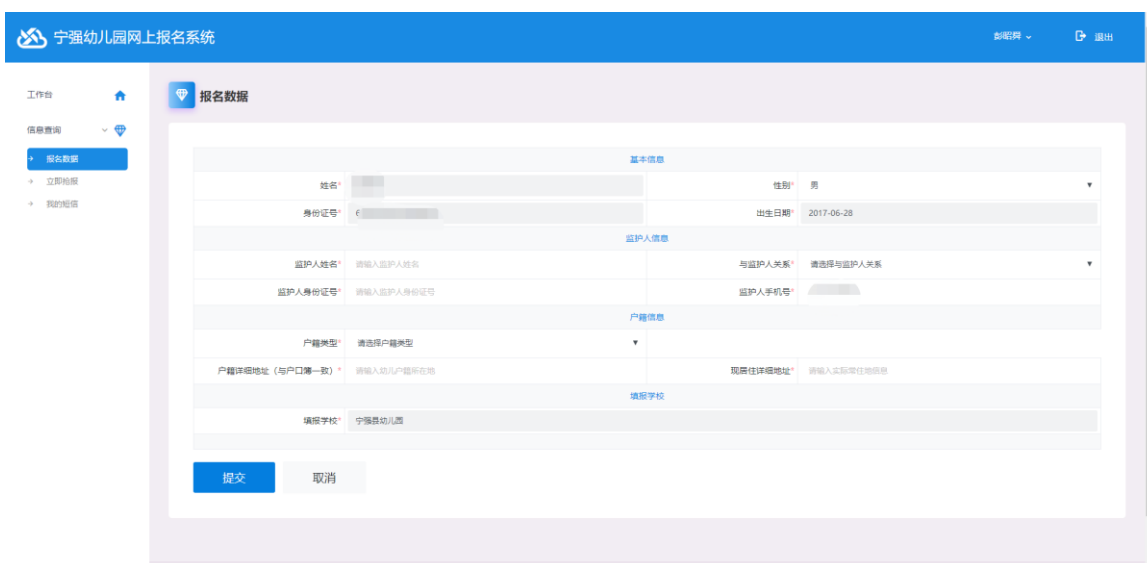 宁强幼儿园网上报名系统
退出
工作台
报名数据
信息查询
报名数据
立即抢报
我的短信
基本信息
姓名* 性别* 男
身份证号* 6 出生日期* 2017-06-28
监护人信息
监护人姓名* 请输入监护人姓名 与监护人关系* 请选择与监护人关系
监护人身份证号* 请输入监护人身份证号 监护人手机号*
户籍信息
户籍类型* 请选择户籍类型
户籍详细地址（与户口簿一致）* 请输入幼儿户籍所在地 现居住详细地址* 请输入实际常住地信息
填报学校
填报学校* 宁强县幼儿园
提交 取消